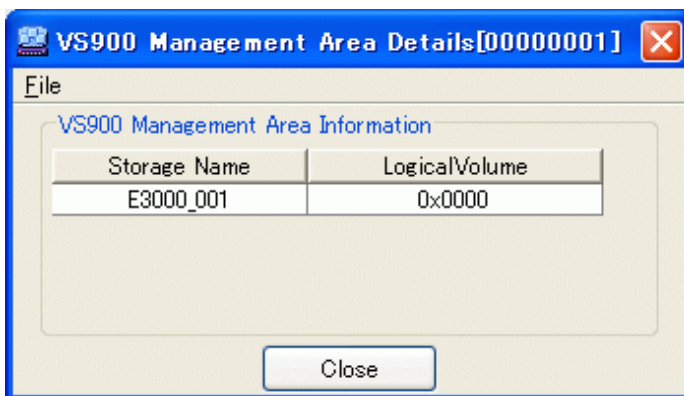 VS900 Management Area Details[00000001]
File
VS900 Management Area Information
Storage Name LogicalVolume
E3000_001 0x0000
Close